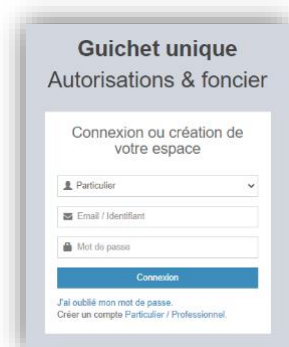 Guichet unique
Autorisations & foncier
Connexion ou création de
votre espace
Particulier
Email / Identifiant
Mot de passe
Connexion
J'ai oublié mon mot de passe.
Créer un compte Particulier / Professionnel.